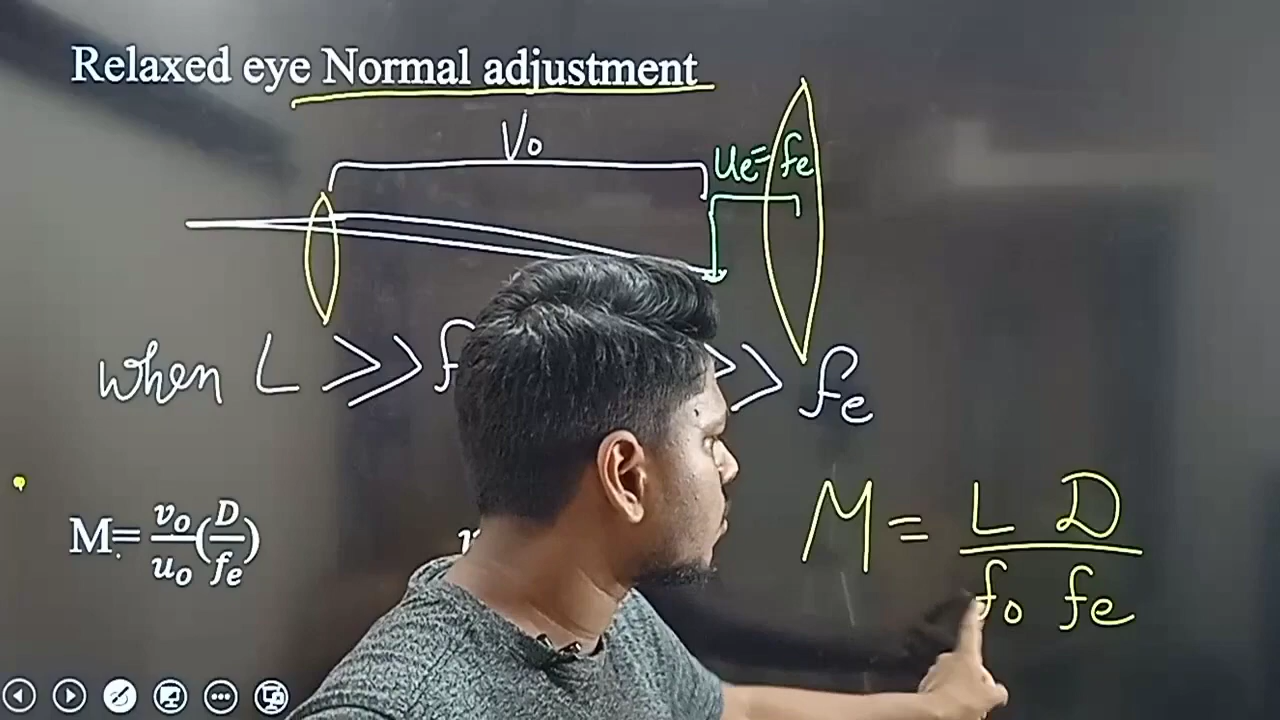 Relaxed eye Normal adjustment
Vo
ue = fe
when L >>> f >> fe
M= vo/uo (D/fe)
M = L D / fo fe